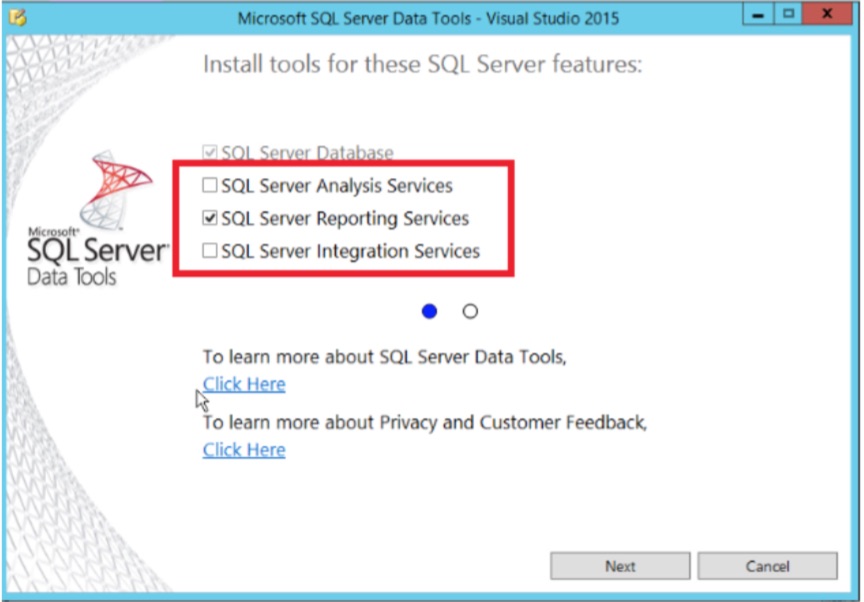 Microsoft SQL Server Data Tools - Visual Studio 2015
Install tools for these SQL Server features:
SQL Server Database
SQL Server Analysis Services
SQL Server Reporting Services
SQL Server Integration Services
Microsoft
SQL Server
Data Tools
To learn more about SQL Server Data Tools,
Click Here
To learn more about Privacy and Customer Feedback,
Click Here
Next
Cancel